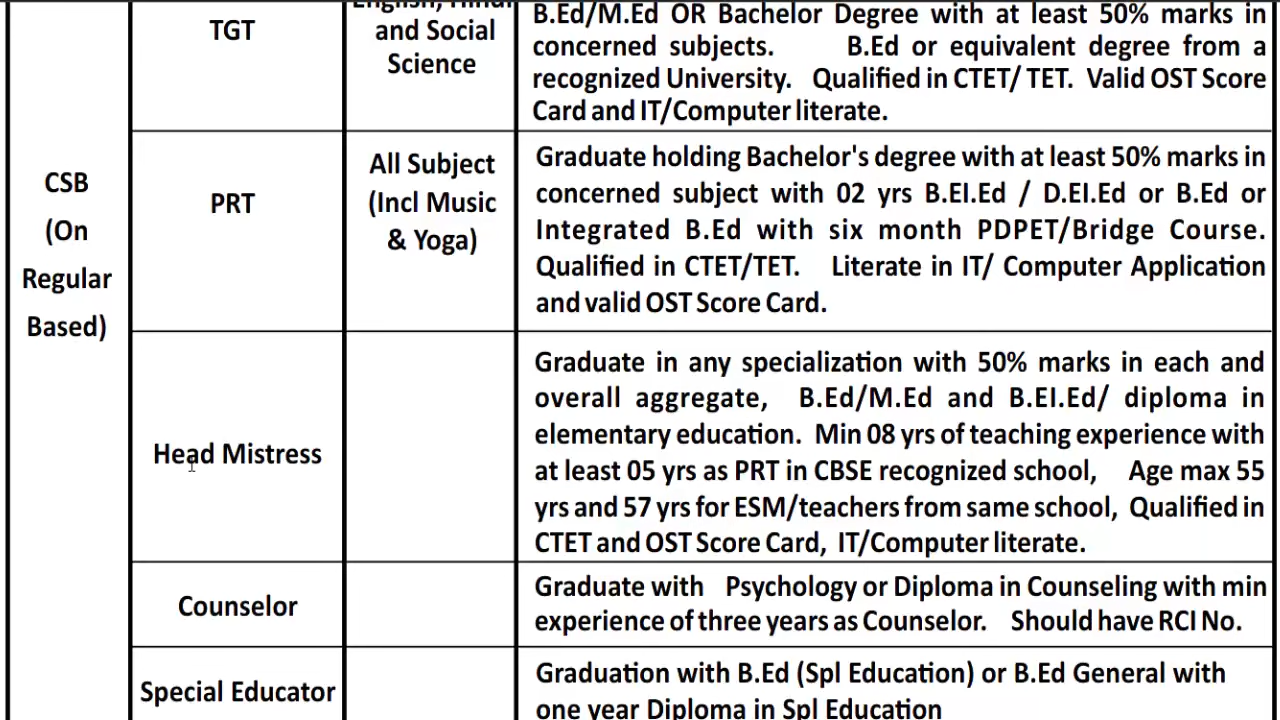 TGT
English, Hindi
and Social
Science
B.Ed/M.Ed OR Bachelor Degree with at least 50% marks in
concerned subjects. B.Ed or equivalent degree from a
recognized University. Qualified in CTET/ TET. Valid OST Score
Card and IT/Computer literate.
CSB
(On
Regular
Based)
PRT
All Subject
(Incl Music
& Yoga)
Graduate holding Bachelor's degree with at least 50% marks in
concerned subject with 02 yrs B.EI.Ed / D.EI.Ed or B.Ed or
Integrated B.Ed with six month PDPET/Bridge Course.
Qualified in CTET/TET. Literate in IT/ Computer Application
and valid OST Score Card.
Head Mistress
Graduate in any specialization with 50% marks in each and
overall aggregate, B.Ed/M.Ed and B.EI.Ed/ diploma in
elementary education. Min 08 yrs of teaching experience with
at least 05 yrs as PRT in CBSE recognized school, Age max 55
yrs and 57 yrs for ESM/teachers from same school, Qualified in
CTET and OST Score Card, IT/Computer literate.
Counselor
Graduate with Psychology or Diploma in Counseling with min
experience of three years as Counselor. Should have RCI No.
Special Educator
Graduation with B.Ed (Spl Education) or B.Ed General with
one year Diploma in Spl Education